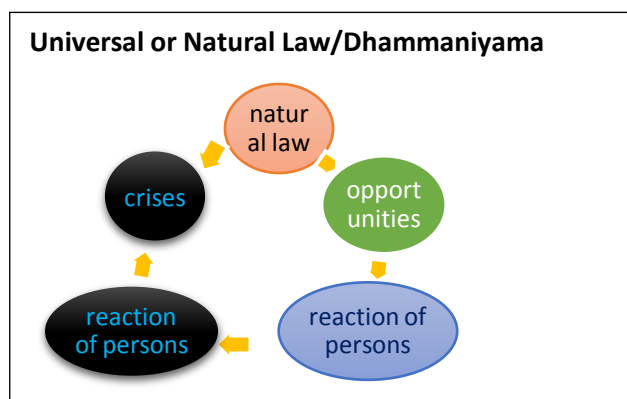 Universal or Natural Law/Dhammaniyama
natur
al law
crises
opport
unities
reaction
of persons
reaction of
persons